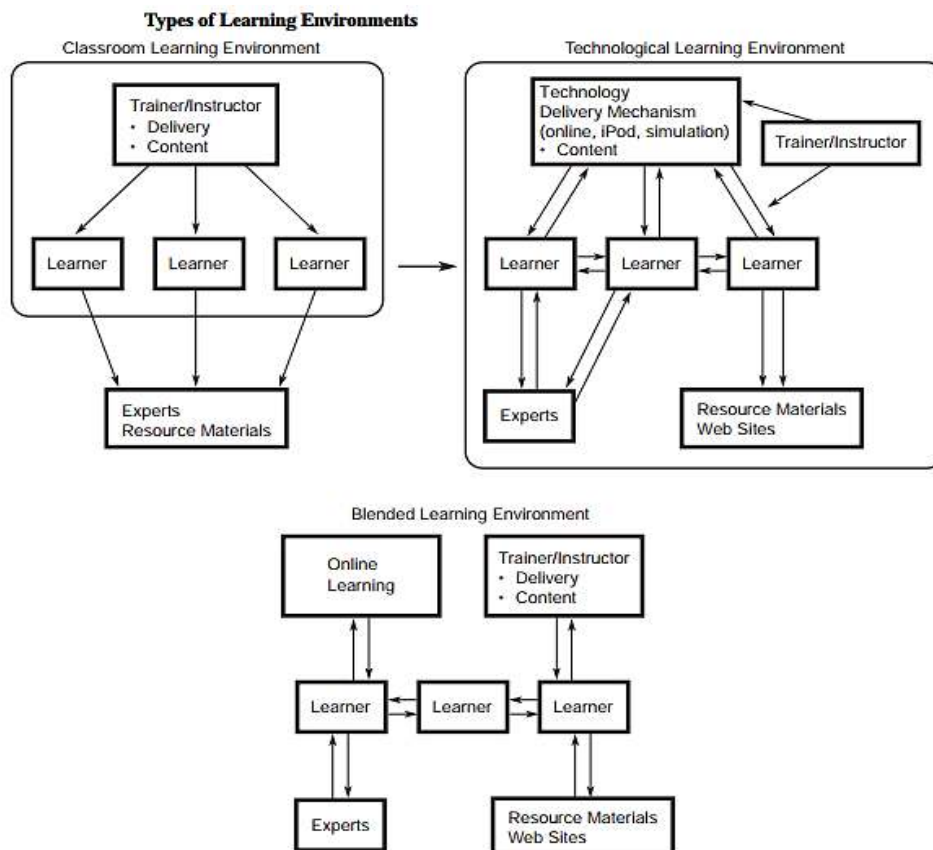 Types of Learning Environments
Classroom Learning Environment
Trainer/Instructor
• Delivery
• Content
Learner
Learner
Learner
Experts
Resource Materials
Technological Learning Environment
Technology
Delivery Mechanism
(online, iPod, simulation)
• Content
Trainer/Instructor
Learner
Learner
Learner
Experts
Resource Materials
Web Sites
Blended Learning Environment
Online
Learning
Trainer/Instructor
• Delivery
• Content
Learner
Learner
Learner
Experts
Resource Materials
Web Sites